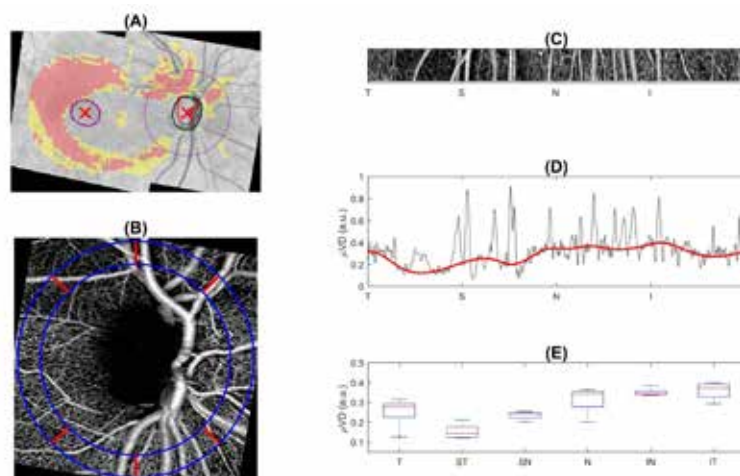 (A)
(B)
(C)
T S N I
(D)
μVD (a.u.)
1
0.8
0.6
0.4
0.2
0
T S N I
(E)
μVD (a.u.)
0.5
0.4
0.3
0.2
0.1
T ST SN N IN IT